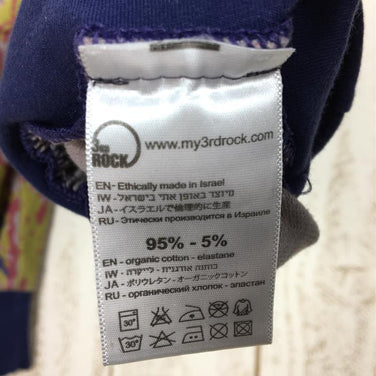 3RD
ROCK
www.my3rdrock.com
EN- Ethically made in Israel
IW - מיוצר באופן אתי בישראל
JA -イスラエルで倫理的に生産
RU - Этически производится в Израиле
95% - 5%
EN - organic cotton - elastane
IW - כותנה אורגנית - לייקרה
JA - ポリウレタン - オーガニックコットン
RU - органический хлопок - эластан
30°
30°